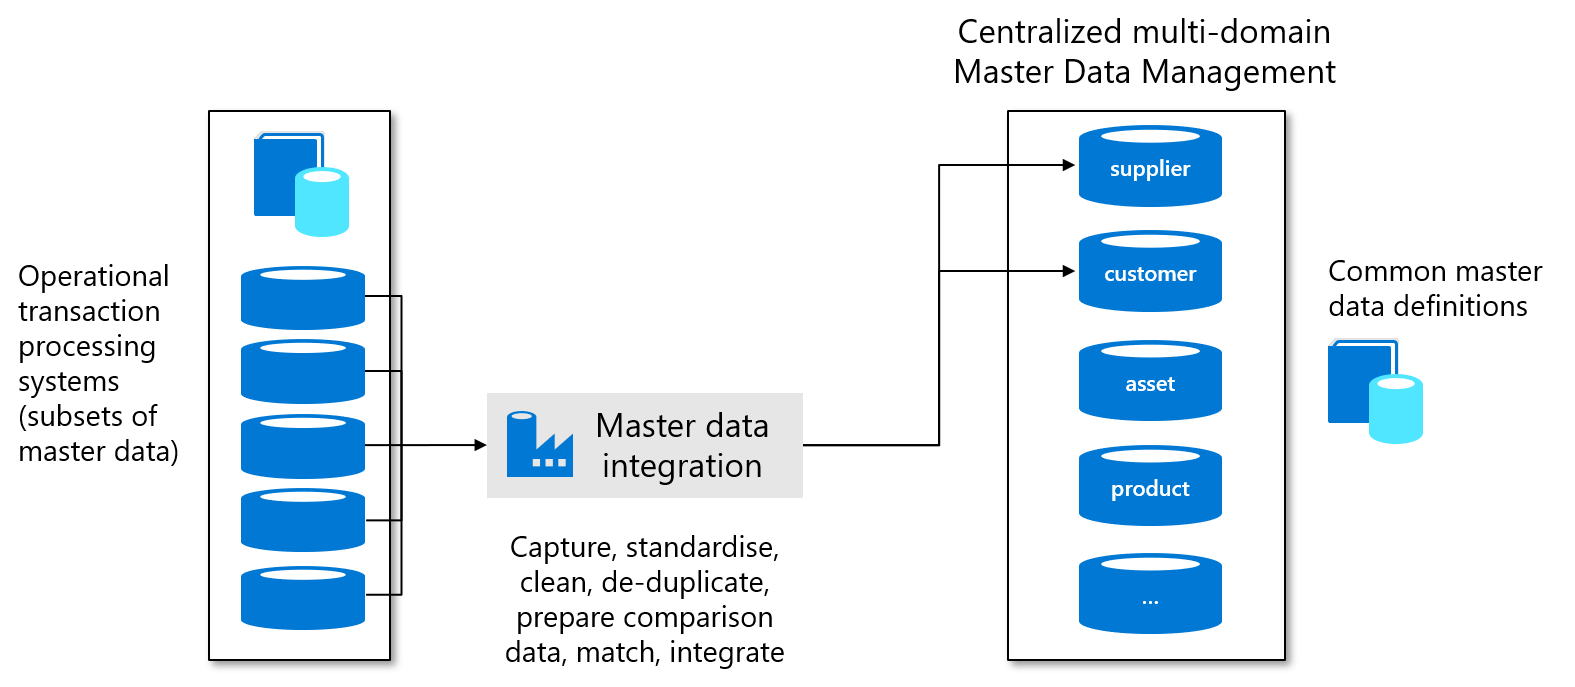 Centralized multi-domain
Master Data Management
Operational
transaction
processing
systems
(subsets of
master data)
Master data
integration
Capture, standardise,
clean, de-duplicate,
prepare comparison
data, match, integrate
supplier
customer
asset
product
...
Common master
data definitions